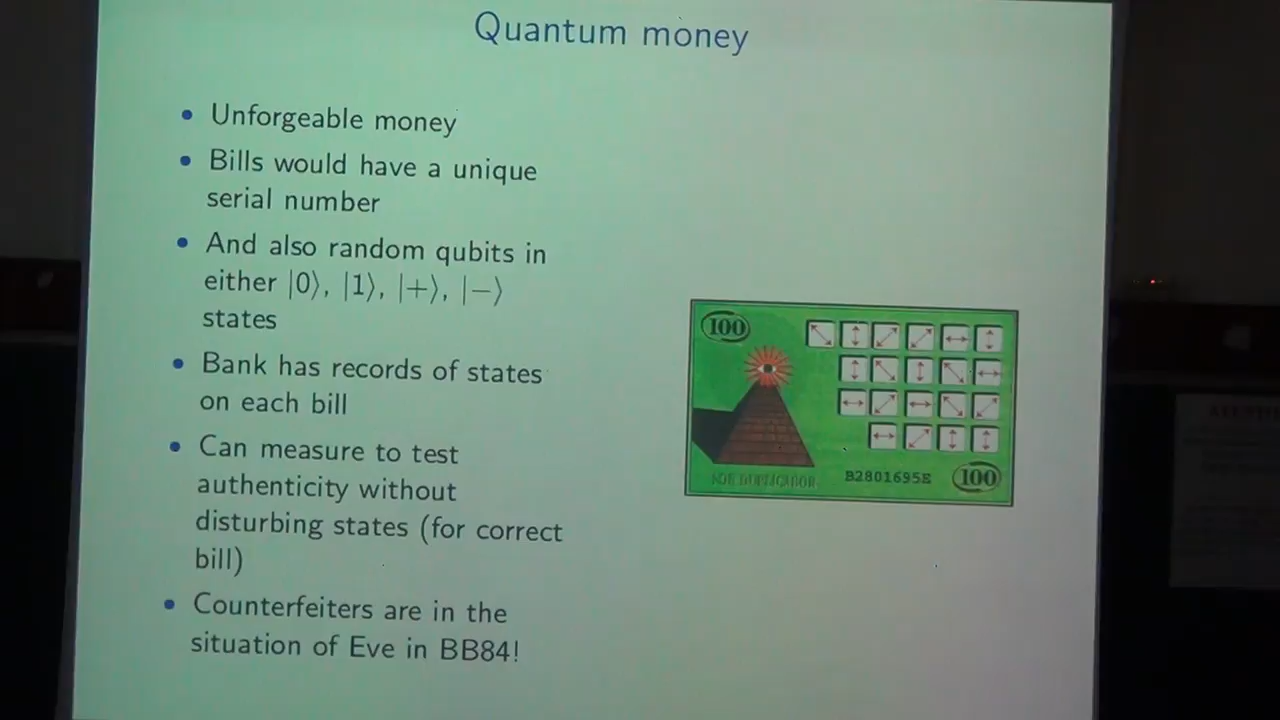 Quantum money
• Unforgeable money
• Bills would have a unique
serial number
• And also random qubits in
either |0⟩, |1⟩, |+⟩, |−⟩
states
• Bank has records of states
on each bill
• Can measure to test
authenticity without
disturbing states (for correct
bill)
• Counterfeiters are in the
situation of Eve in BB84!
100
B2801695E
100